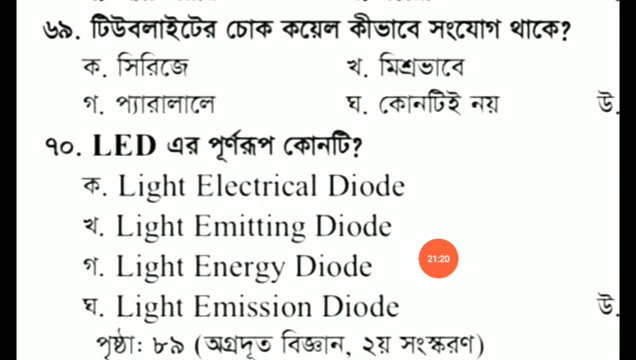 ৬৯. টিউবলাইটের চোক কয়েল কীভাবে সংযোগ থাকে?
ক. সিরিজে খ. মিশ্রভাবে
গ. প্যারালালে ঘ. কোনটিই নয় উ.
৭০. LED এর পূর্ণরূপ কোনটি?
ক. Light Electrical Diode
খ. Light Emitting Diode
গ. Light Energy Diode
21:20
ঘ. Light Emission Diode উ.
পৃষ্ঠা: ৮৯ (অগ্রদূত বিজ্ঞান, ২য় সংস্করণ)